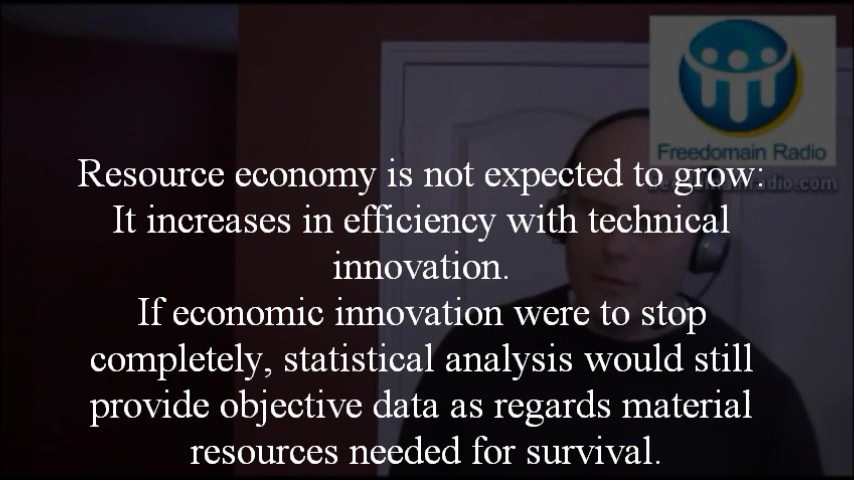 Freedomain Radio
Resource economy is not expected to grow:
It increases in efficiency with technical
innovation.
If economic innovation were to stop
completely, statistical analysis would still
provide objective data as regards material
resources needed for survival.